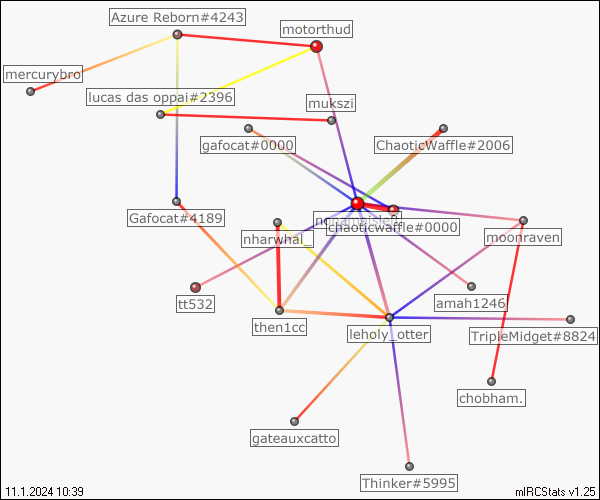 Azure Reborn#4243
motorthud
mercurybro
lucas das oppai#2396
mukszi
gafocat#0000
ChaoticWaffle#2006
Gafocat#4189
chaoticwaffle#0000
nharwhal_
moonraven
tt532
amah1246
then1cc
leholy_otter
TripleMidget#8824
chobham.
gateauxcatto
Thinker#5995
11.1.2024 10:39
mIRCStats v1.25